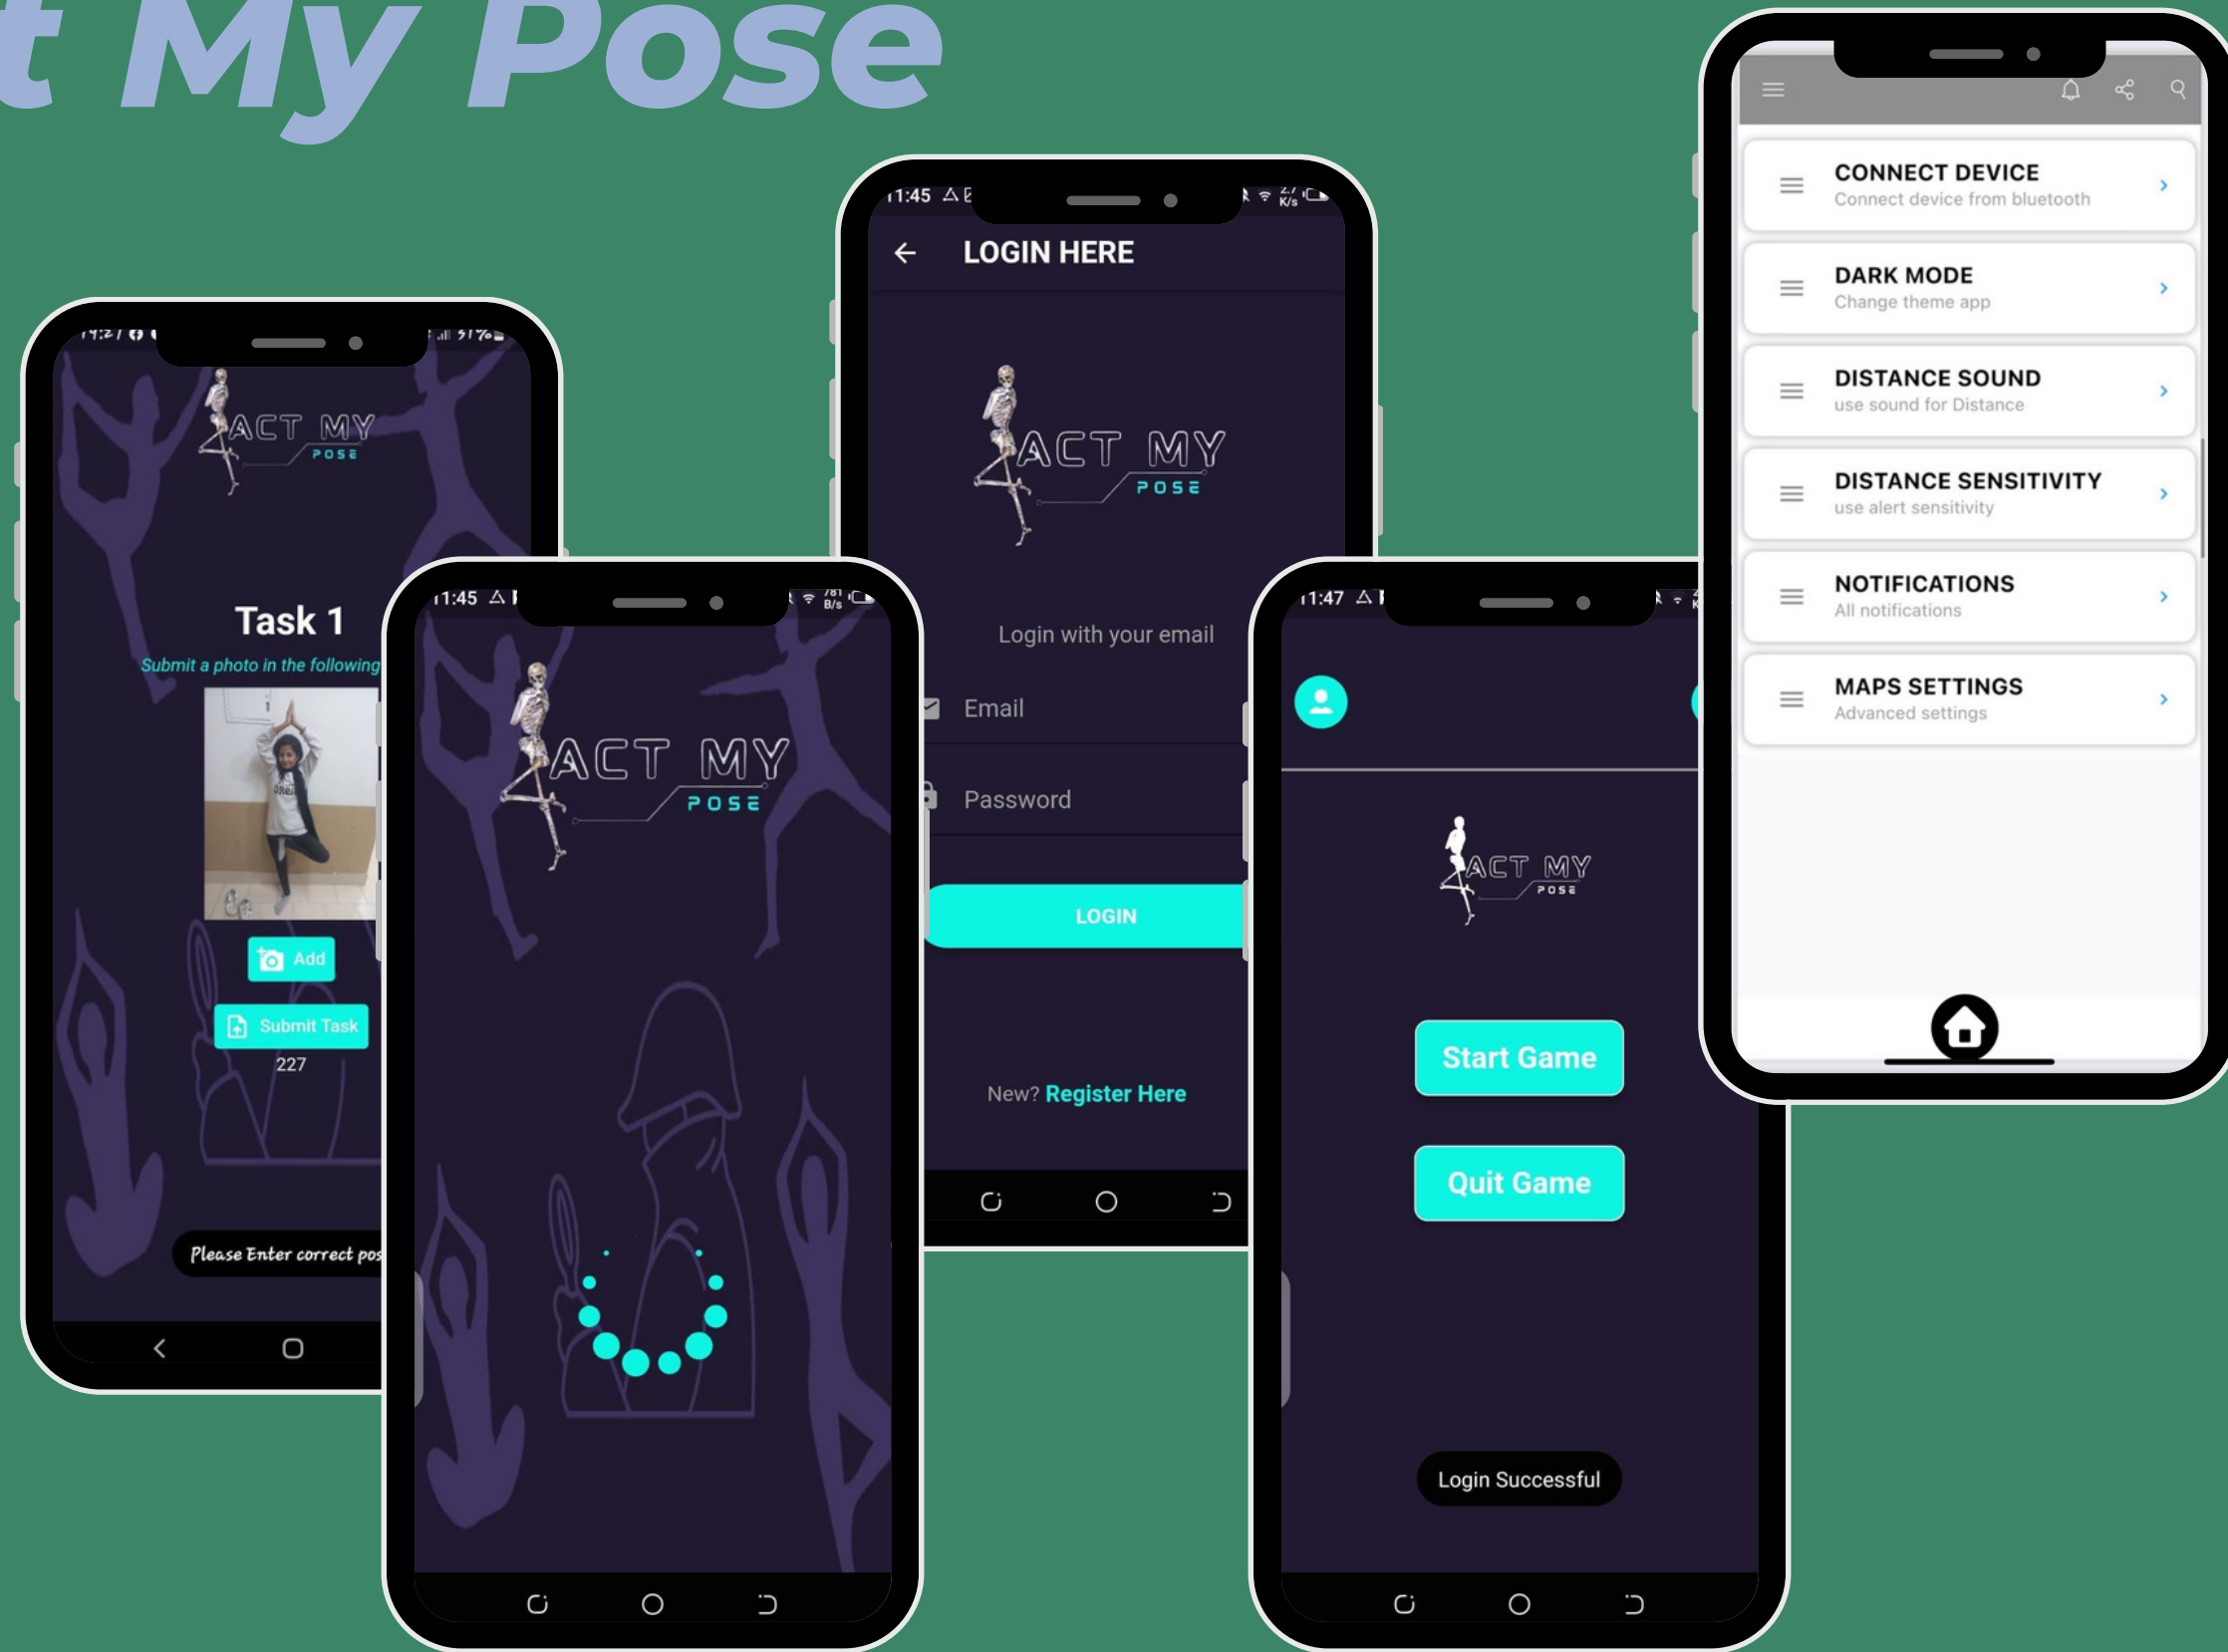 t My Pose
ACT MY
POSE
Task 1
Submit a photo in the following
Add
Submit Task
227
Please Enter correct pos
11:45
B/s
ACT MY
POSE
11:45
K/s
LOGIN HERE
ACT MY
POSE
Login with your email
Email
Password
LOGIN
New? Register Here
11:47
ACT MY
POSE
Start Game
Quit Game
Login Successful
CONNECT DEVICE
Connect device from bluetooth
DARK MODE
Change theme app
DISTANCE SOUND
use sound for Distance
DISTANCE SENSITIVITY
use alert sensitivity
NOTIFICATIONS
All notifications
MAPS SETTINGS
Advanced settings